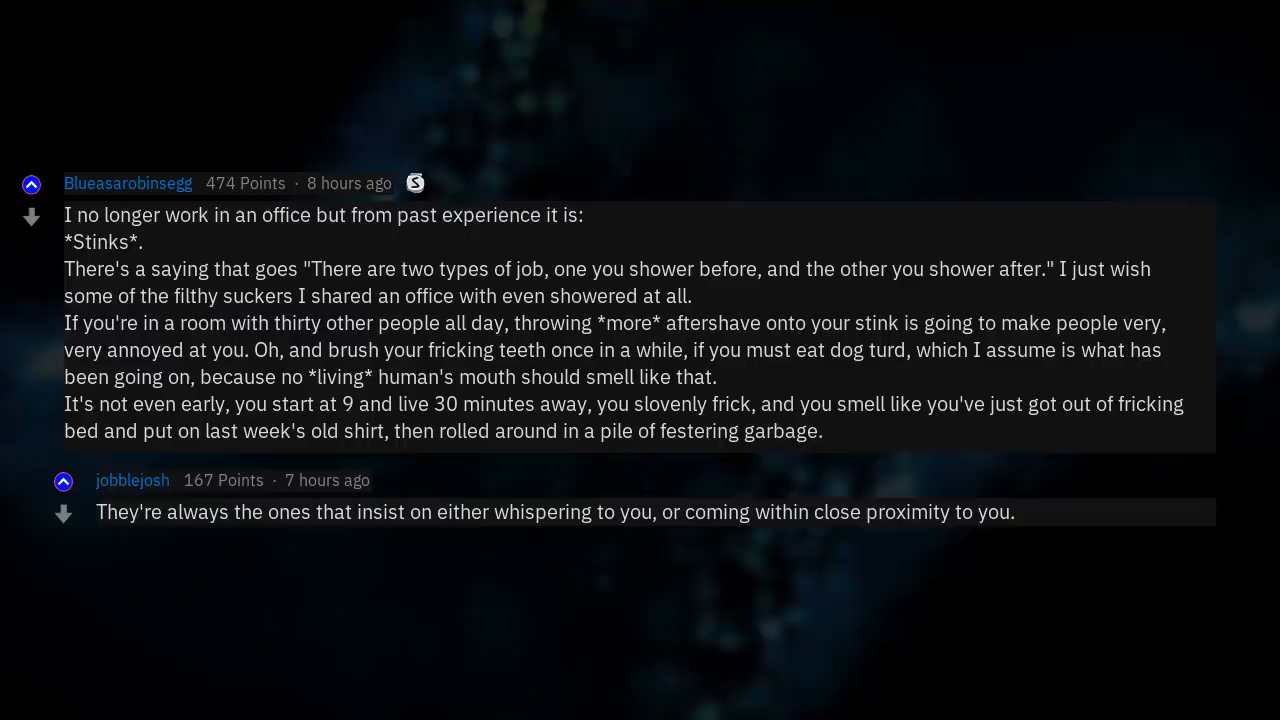 Blueasarobinsegg 474 Points · 8 hours ago S
I no longer work in an office but from past experience it is:
*Stinks*.
There's a saying that goes "There are two types of job, one you shower before, and the other you shower after." I just wish
some of the filthy suckers I shared an office with even showered at all.
If you're in a room with thirty other people all day, throwing *more* aftershave onto your stink is going to make people very,
very annoyed at you. Oh, and brush your fricking teeth once in a while, if you must eat dog turd, which I assume is what has
been going on, because no *living* human's mouth should smell like that.
It's not even early, you start at 9 and live 30 minutes away, you slovenly frick, and you smell like you've just got out of fricking
bed and put on last week's old shirt, then rolled around in a pile of festering garbage.
jobblejosh 167 Points · 7 hours ago
They're always the ones that insist on either whispering to you, or coming within close proximity to you.